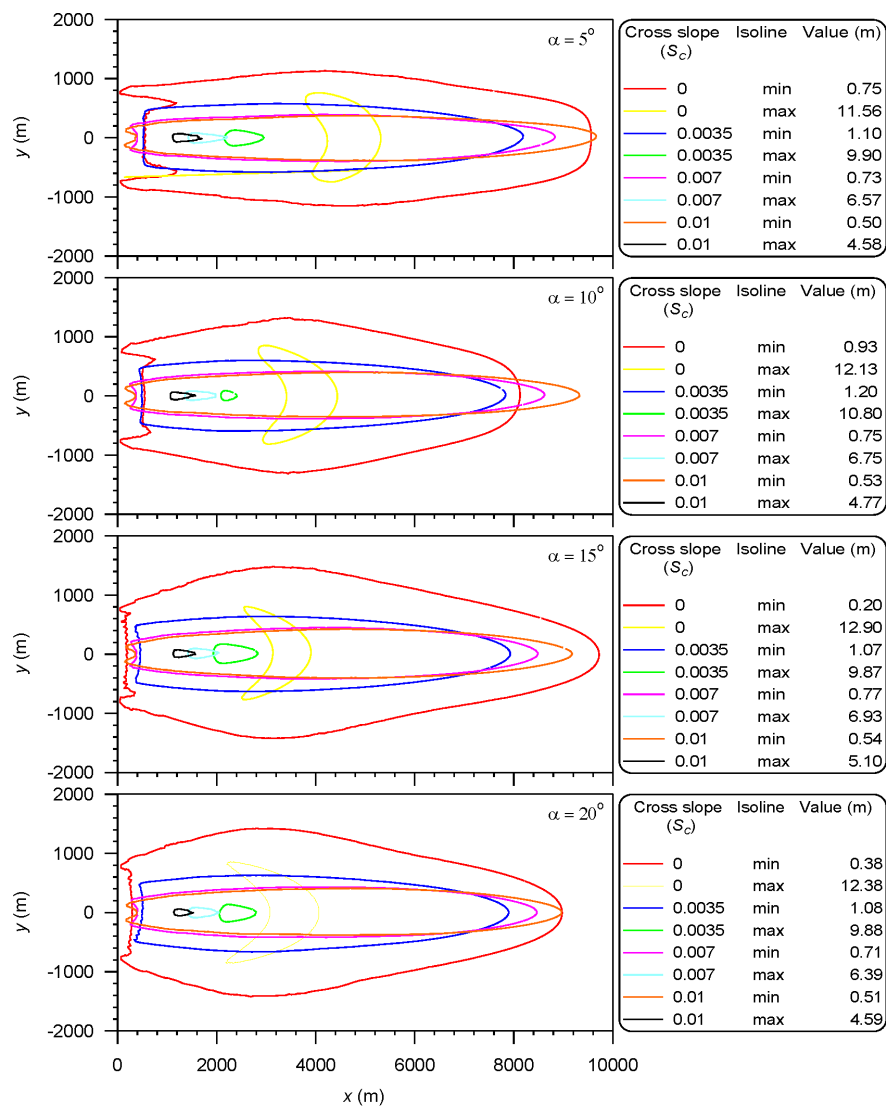 2000
1000
0
-1000
-2000
y (m)
α = 5°
Cross slope Isoline Value (m)
(Sc)
0 min 0.75
0 max 11.56
0.0035 min 1.10
0.0035 max 9.90
0.007 min 0.73
0.007 max 6.57
0.01 min 0.50
0.01 max 4.58
2000
1000
0
-1000
2000
y (m)
α = 10°
Cross slope Isoline Value (m)
(Sc)
0 min 0.93
0 max 12.13
0.0035 min 1.20
0.0035 max 10.80
0.007 min 0.75
0.007 max 6.75
0.01 min 0.53
0.01 max 4.77
2000
1000
0
-1000
-2000
y (m)
α = 15°
Cross slope Isoline Value (m)
(Sc)
0 min 0.20
0 max 12.90
0.0035 min 1.07
0.0035 max 9.87
0.007 min 0.77
0.007 max 6.93
0.01 min 0.54
0.01 max 5.10
2000
1000
0
-1000
-2000
y (m)
α = 20°
Cross slope Isoline Value (m)
(Sc)
0 min 0.38
0 max 12.38
0.0035 min 1.08
0.0035 max 9.88
0.007 min 0.71
0.007 max 6.39
0.01 min 0.51
0.01 max 4.59
0 2000 4000 6000 8000 10000
x (m)